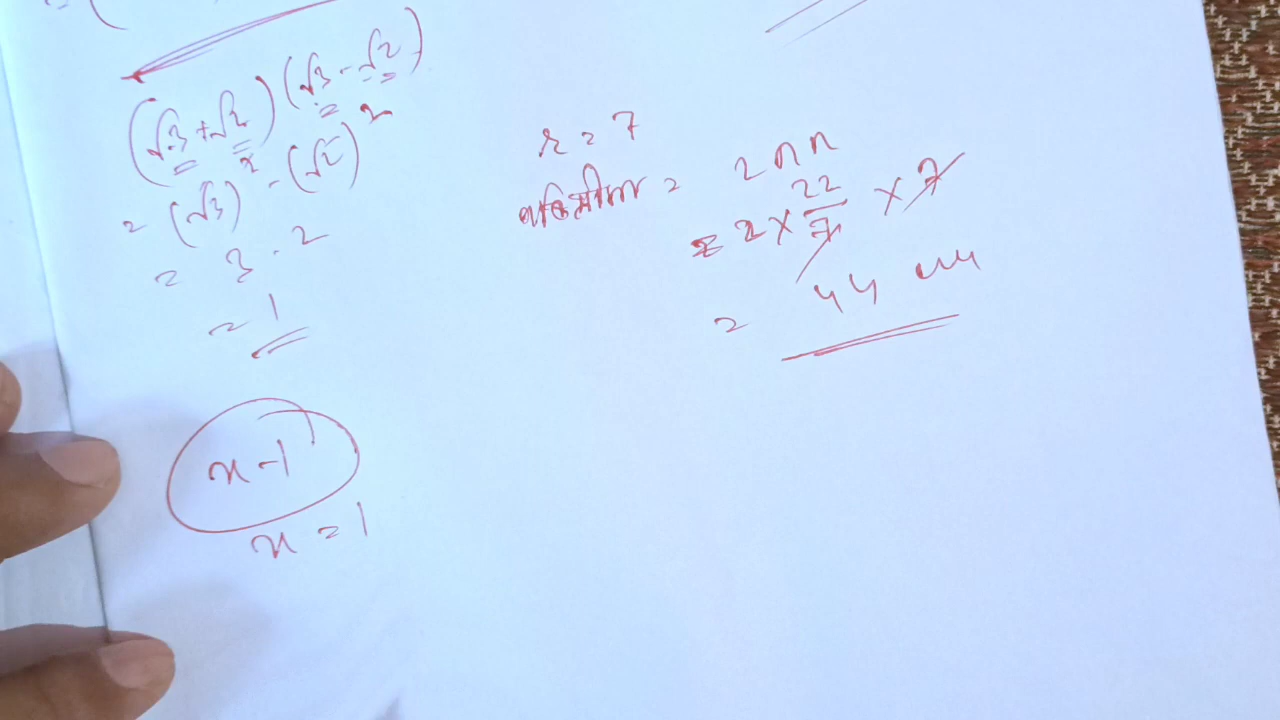 (√3 + √2)(√3 - √2)
= (√3)² - (√2)²
= 3 - 2
= 1
x - 1
x = 1
r = 7
= 2πr
= 2 × 22/7 × 7
= 44 cm